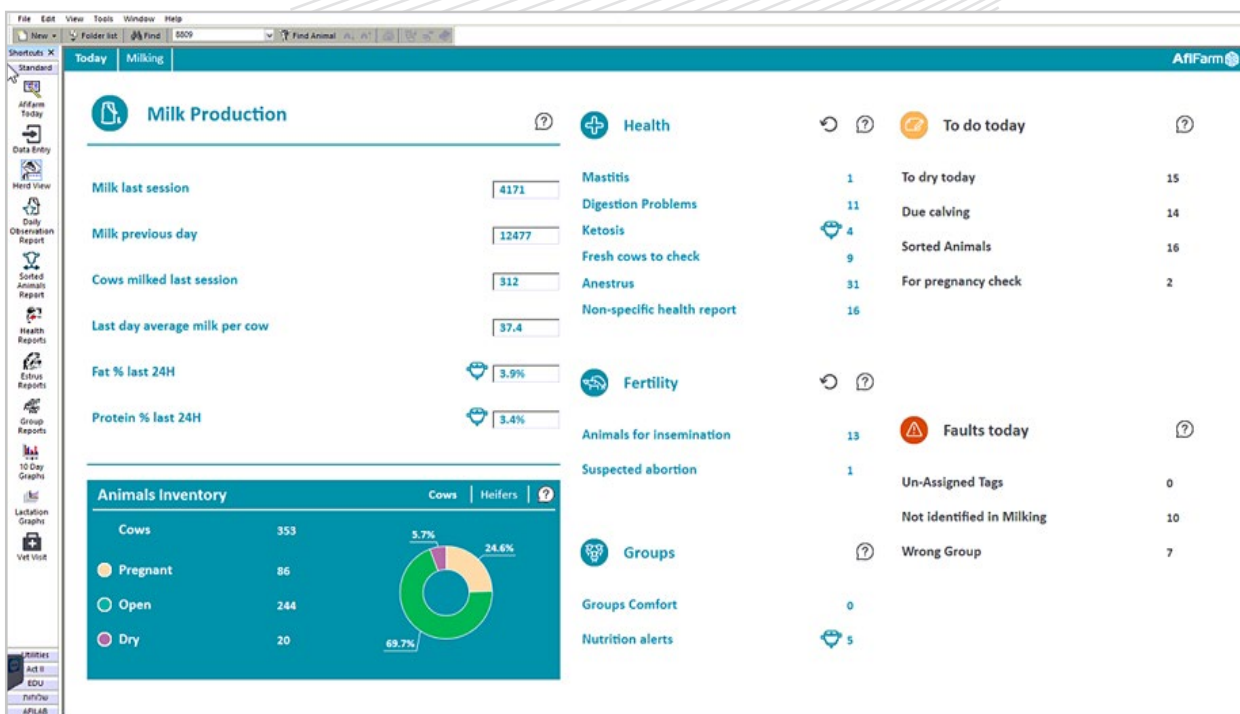 File Edit View Tools Window Help
New Folder list Find 8809 Find Animal
Shortcuts X
Standard
Afifarm Today
Data Entry
Herd View
Daily Observation Report
Sorted Animals Report
Health Reports
Estrus Reports
Group Reports
10 Day Graphs
Lactation Graphs
Vet Visit
Utilities
Act II
EDU
שלוחות
AFILAB
Today Milking
AfiFarm
Milk Production ?
Milk last session 4171
Milk previous day 12477
Cows milked last session 312
Last day average milk per cow 37.4
Fat % last 24H 3.9%
Protein % last 24H 3.4%
Animals Inventory Cows Heifers ?
Cows 353
Pregnant 86
Open 244
Dry 20
5.7%
24.6%
69.7%
Health ?
Mastitis 1
Digestion Problems 11
Ketosis 4
Fresh cows to check 9
Anestrus 31
Non-specific health report 16
Fertility ?
Animals for insemination 13
Suspected abortion 1
Groups ?
Groups Comfort 0
Nutrition alerts 5
To do today ?
To dry today 15
Due calving 14
Sorted Animals 16
For pregnancy check 2
Faults today ?
Un-Assigned Tags 0
Not identified in Milking 10
Wrong Group 7